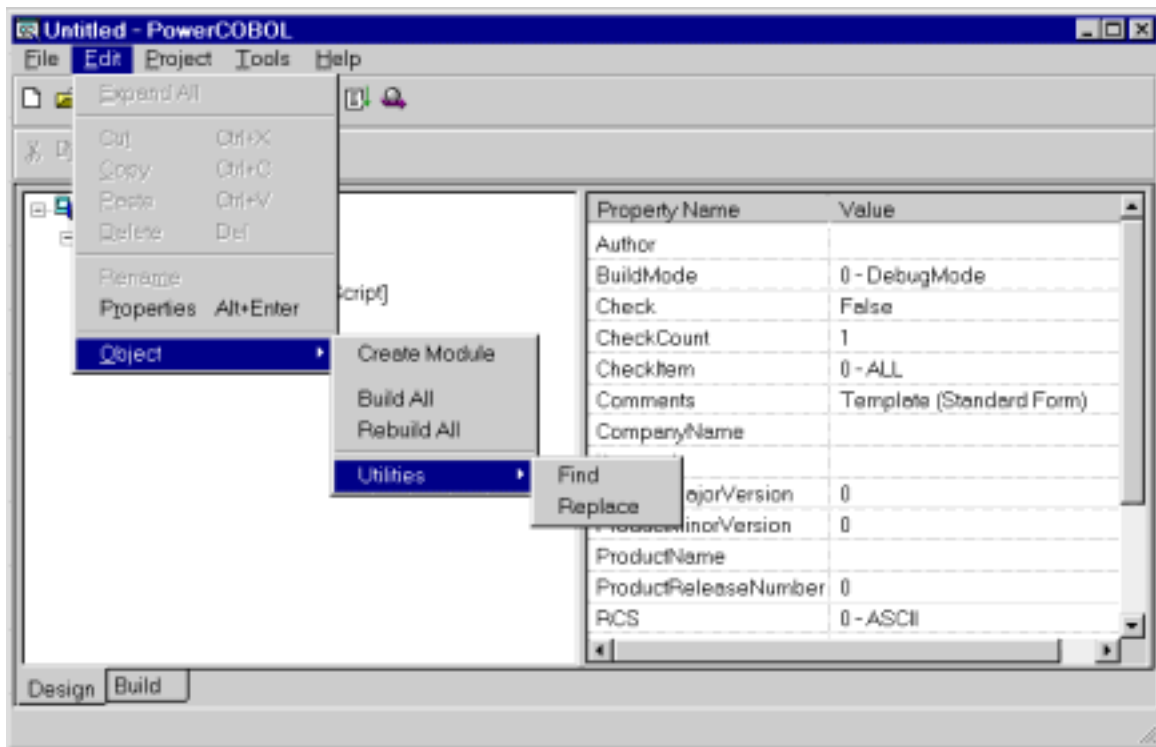 Untitled - PowerCOBOL
File Edit Project Tools Help
Expand All
Cut Ctrl+X
Copy Ctrl+C
Paste Ctrl+V
Delete Del
Rename
Properties Alt+Enter
Object
Create Module
Build All
Rebuild All
Utilities
Find
Replace
Script]
Property Name Value
Author
BuildMode 0 - DebugMode
Check False
CheckCount 1
CheckItem 0 - ALL
Comments Template (Standard Form)
CompanyName
ajorVersion 0
ProductMinorVersion 0
ProductName
ProductReleaseNumber 0
RCS 0 - ASCII
Design Build